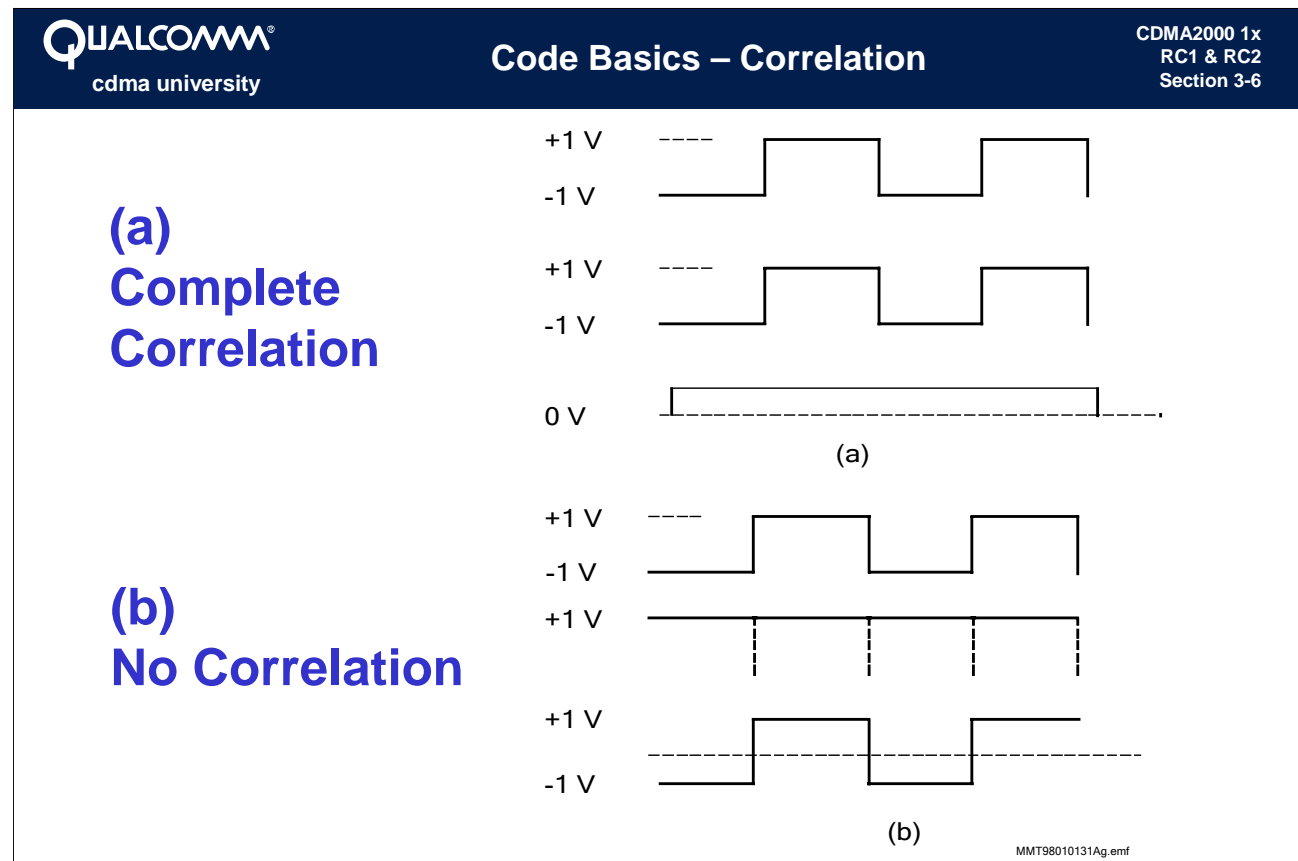 QUALCOMM®
cdma university
Code Basics – Correlation
CDMA2000 1x
RC1 & RC2
Section 3-6
(a)
Complete
Correlation
+1 V
-1 V
+1 V
-1 V
0 V
(a)
(b)
No Correlation
+1 V
-1 V
+1 V
+1 V
-1 V
(b)
MMT98010131Ag.emf